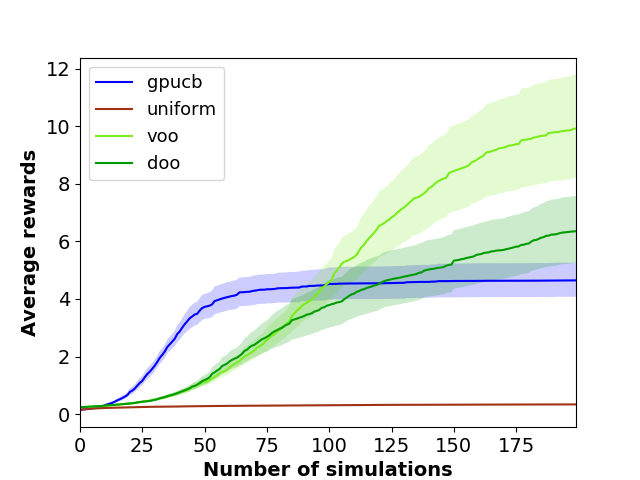 12
10
8
6
4
2
0
Average rewards
gpucb
uniform
voo
doo
0 25 50 75 100 125 150 175
Number of simulations